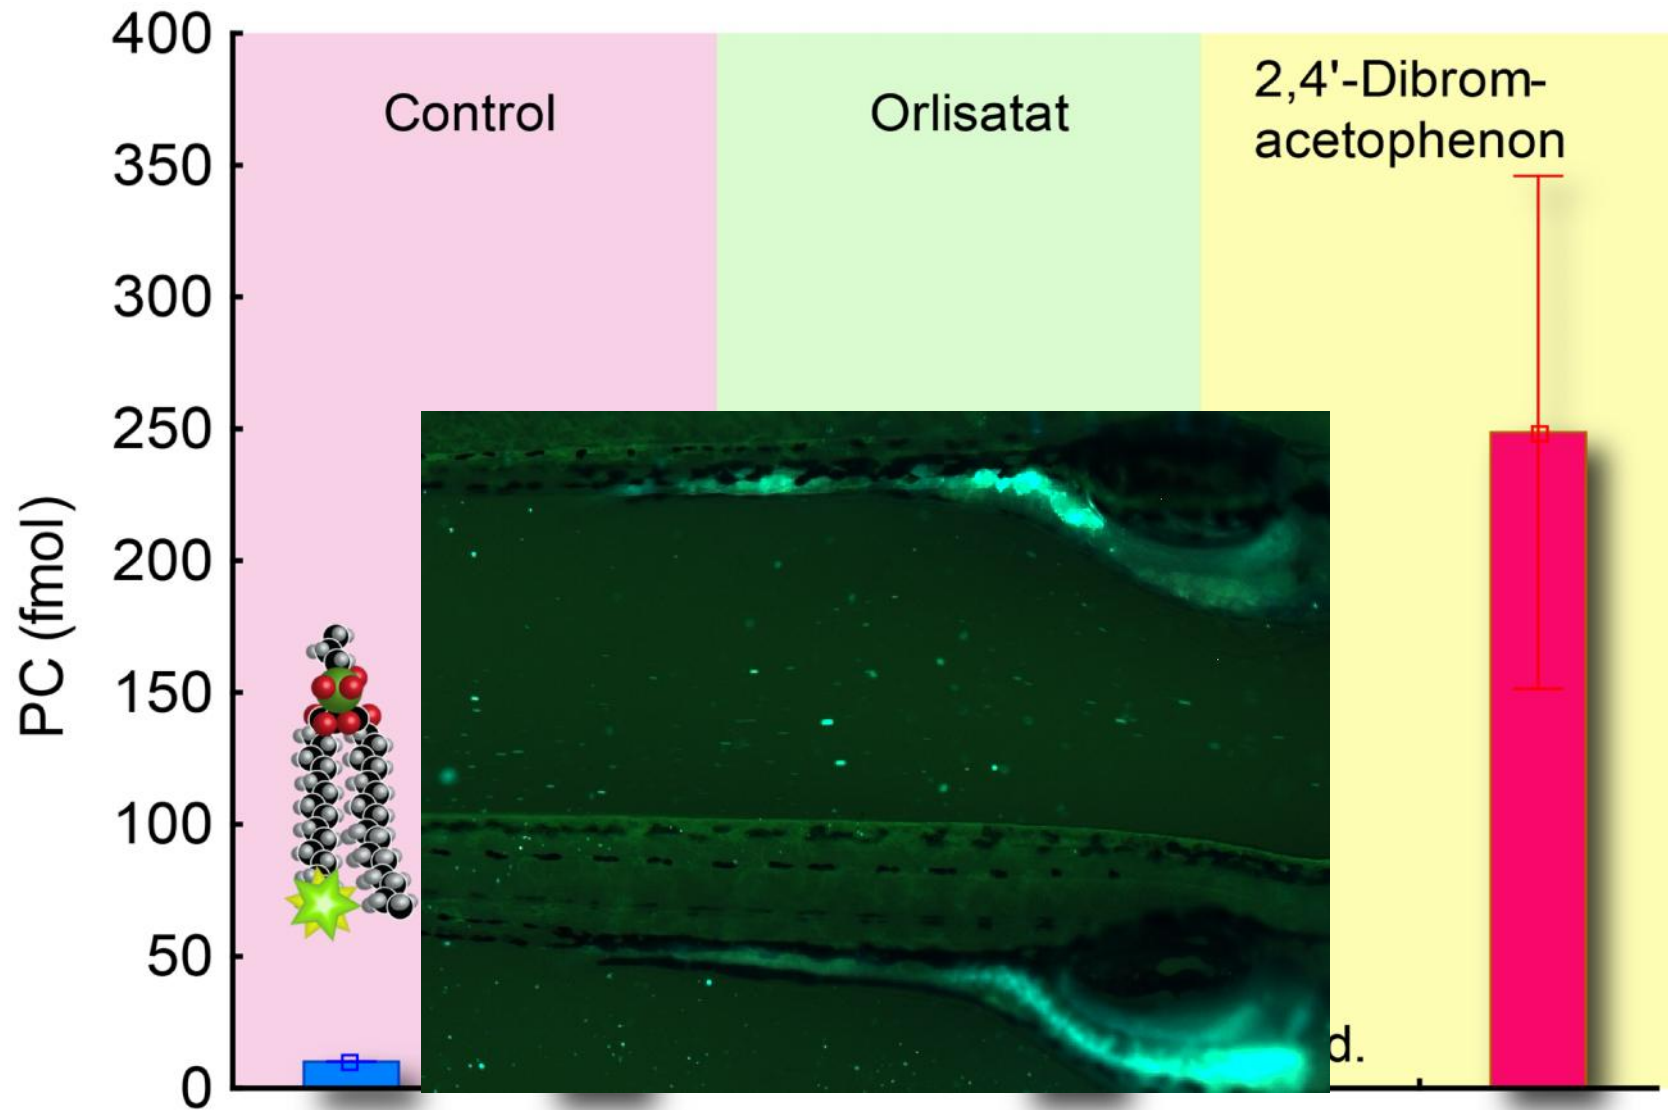 400
350
300
250
200
150
100
50
0
PC (fmol)
Control
Orlisatat
2,4'-Dibrom-
acetophenon
d.